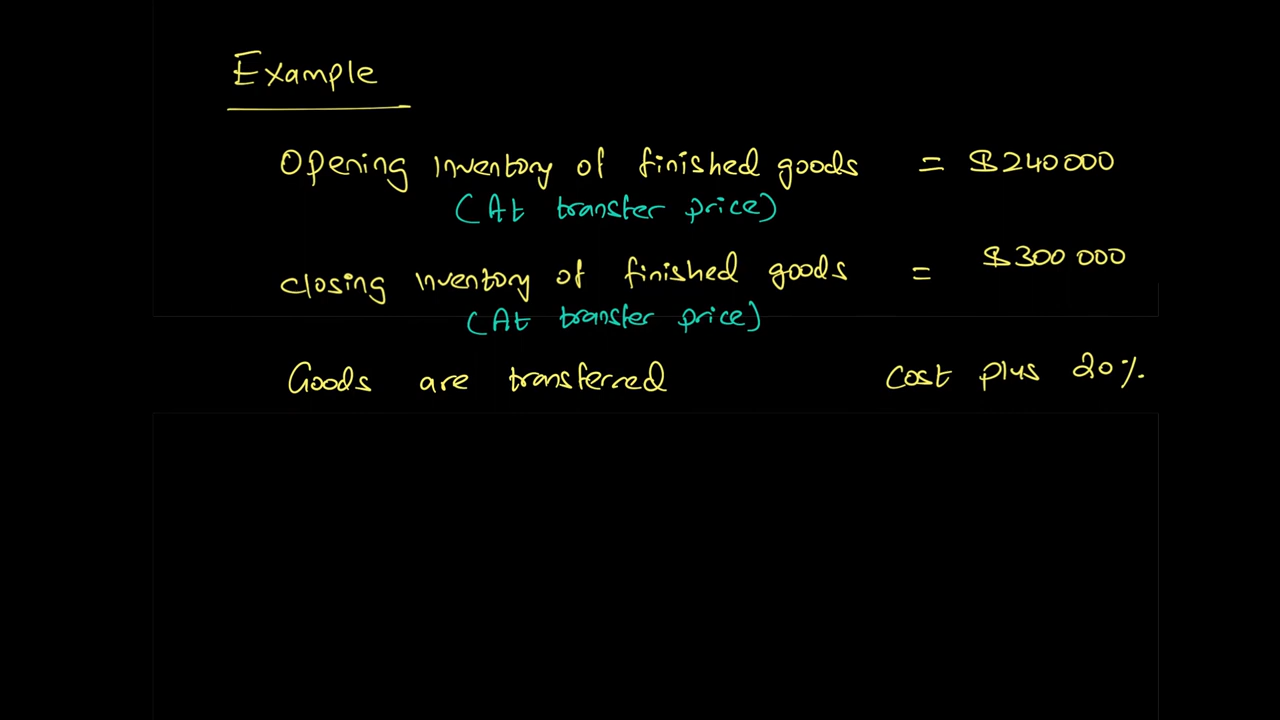 Example
Opening inventory of finished goods = $240000
(At transfer price)
closing inventory of finished goods = $300 000
(At transfer price)
Goods are transferred cost plus 20%.